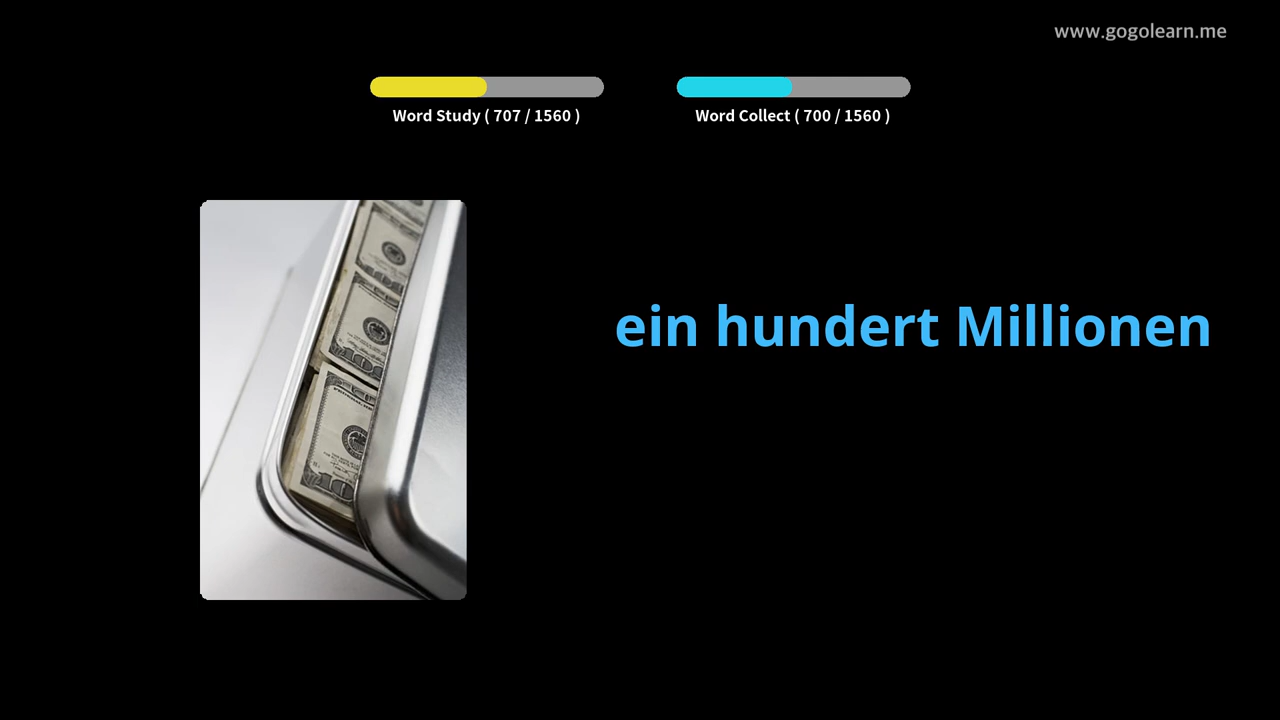 www.gogolearn.me
Word Study ( 707 / 1560 )
Word Collect ( 700 / 1560 )
ein hundert Millionen